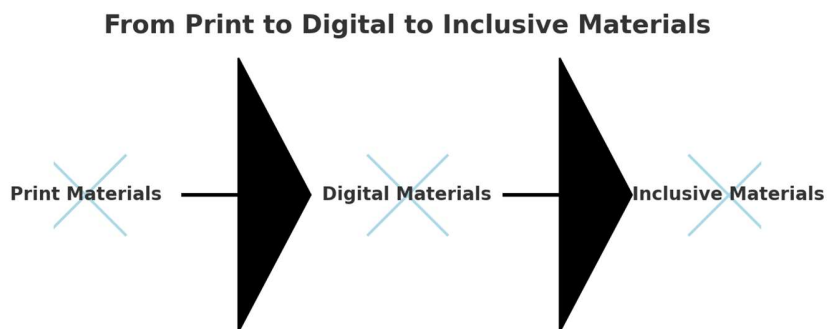 From Print to Digital to Inclusive Materials
Print Materials
Digital Materials
Inclusive Materials